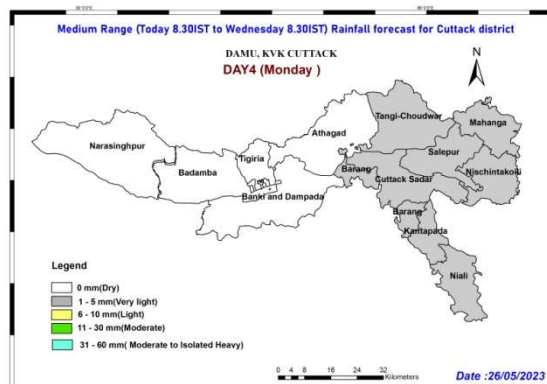 Medium Range (Today 8.30IST to Wednesday 8.30IST) Rainfall forecast for Cuttack district
DAMU, KVK CUTTACK
DAY4 (Monday )
N
Tangi-Choudwar
Mahanga
Athagad
Narasinghpur
Salepur
Tigiria
Badamba
Barang
Nischintakoili
Cuttack Sadar
Banki and Dampada
Barang
Kantapada
Niali
Legend
0 mm(Dry)
1 - 5 mm(Very light)
6 - 10 mm(Light)
11 - 30 mm(Moderate)
31 - 60 mm( Moderate to Isolated Heavy)
0 4 8 16 24 32
Kilometers
Date :26/05/2023